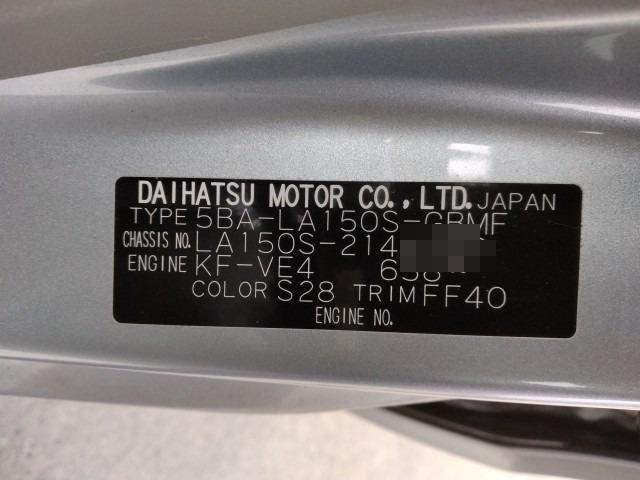 DAIHATSU MOTOR CO.,LTD. JAPAN
TYPE 5BA-LA150S-GBMF
CHASSIS NO. LA150S-214
ENGINE KF-VE4 658
COLOR S28 TRIM FF40
ENGINE NO.